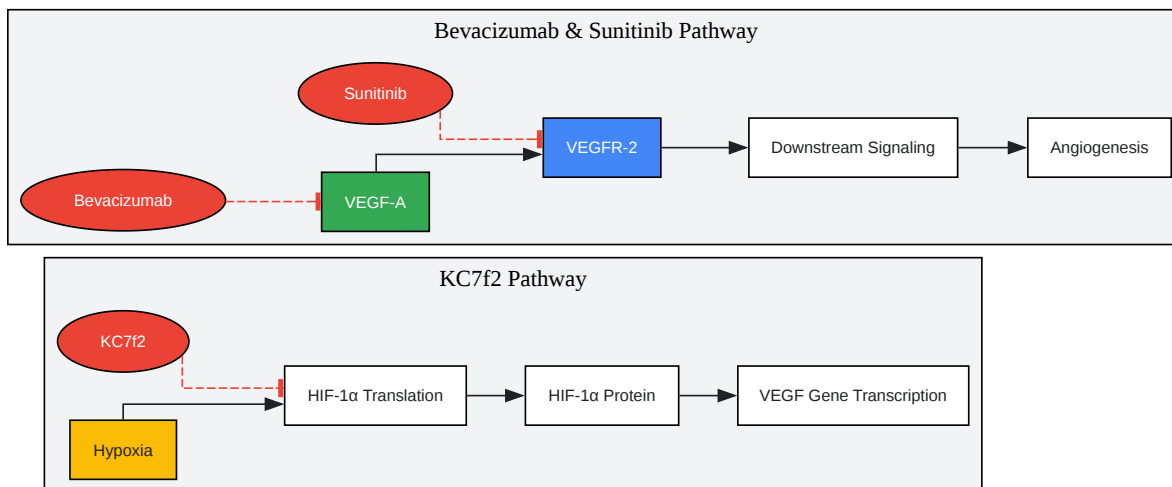 Bevacizumab & Sunitinib Pathway
Sunitinib
VEGFR-2
Downstream Signaling
Angiogenesis
Bevacizumab
VEGF-A
KC7f2 Pathway
KC7f2
HIF-1α Translation
HIF-1α Protein
VEGF Gene Transcription
Hypoxia